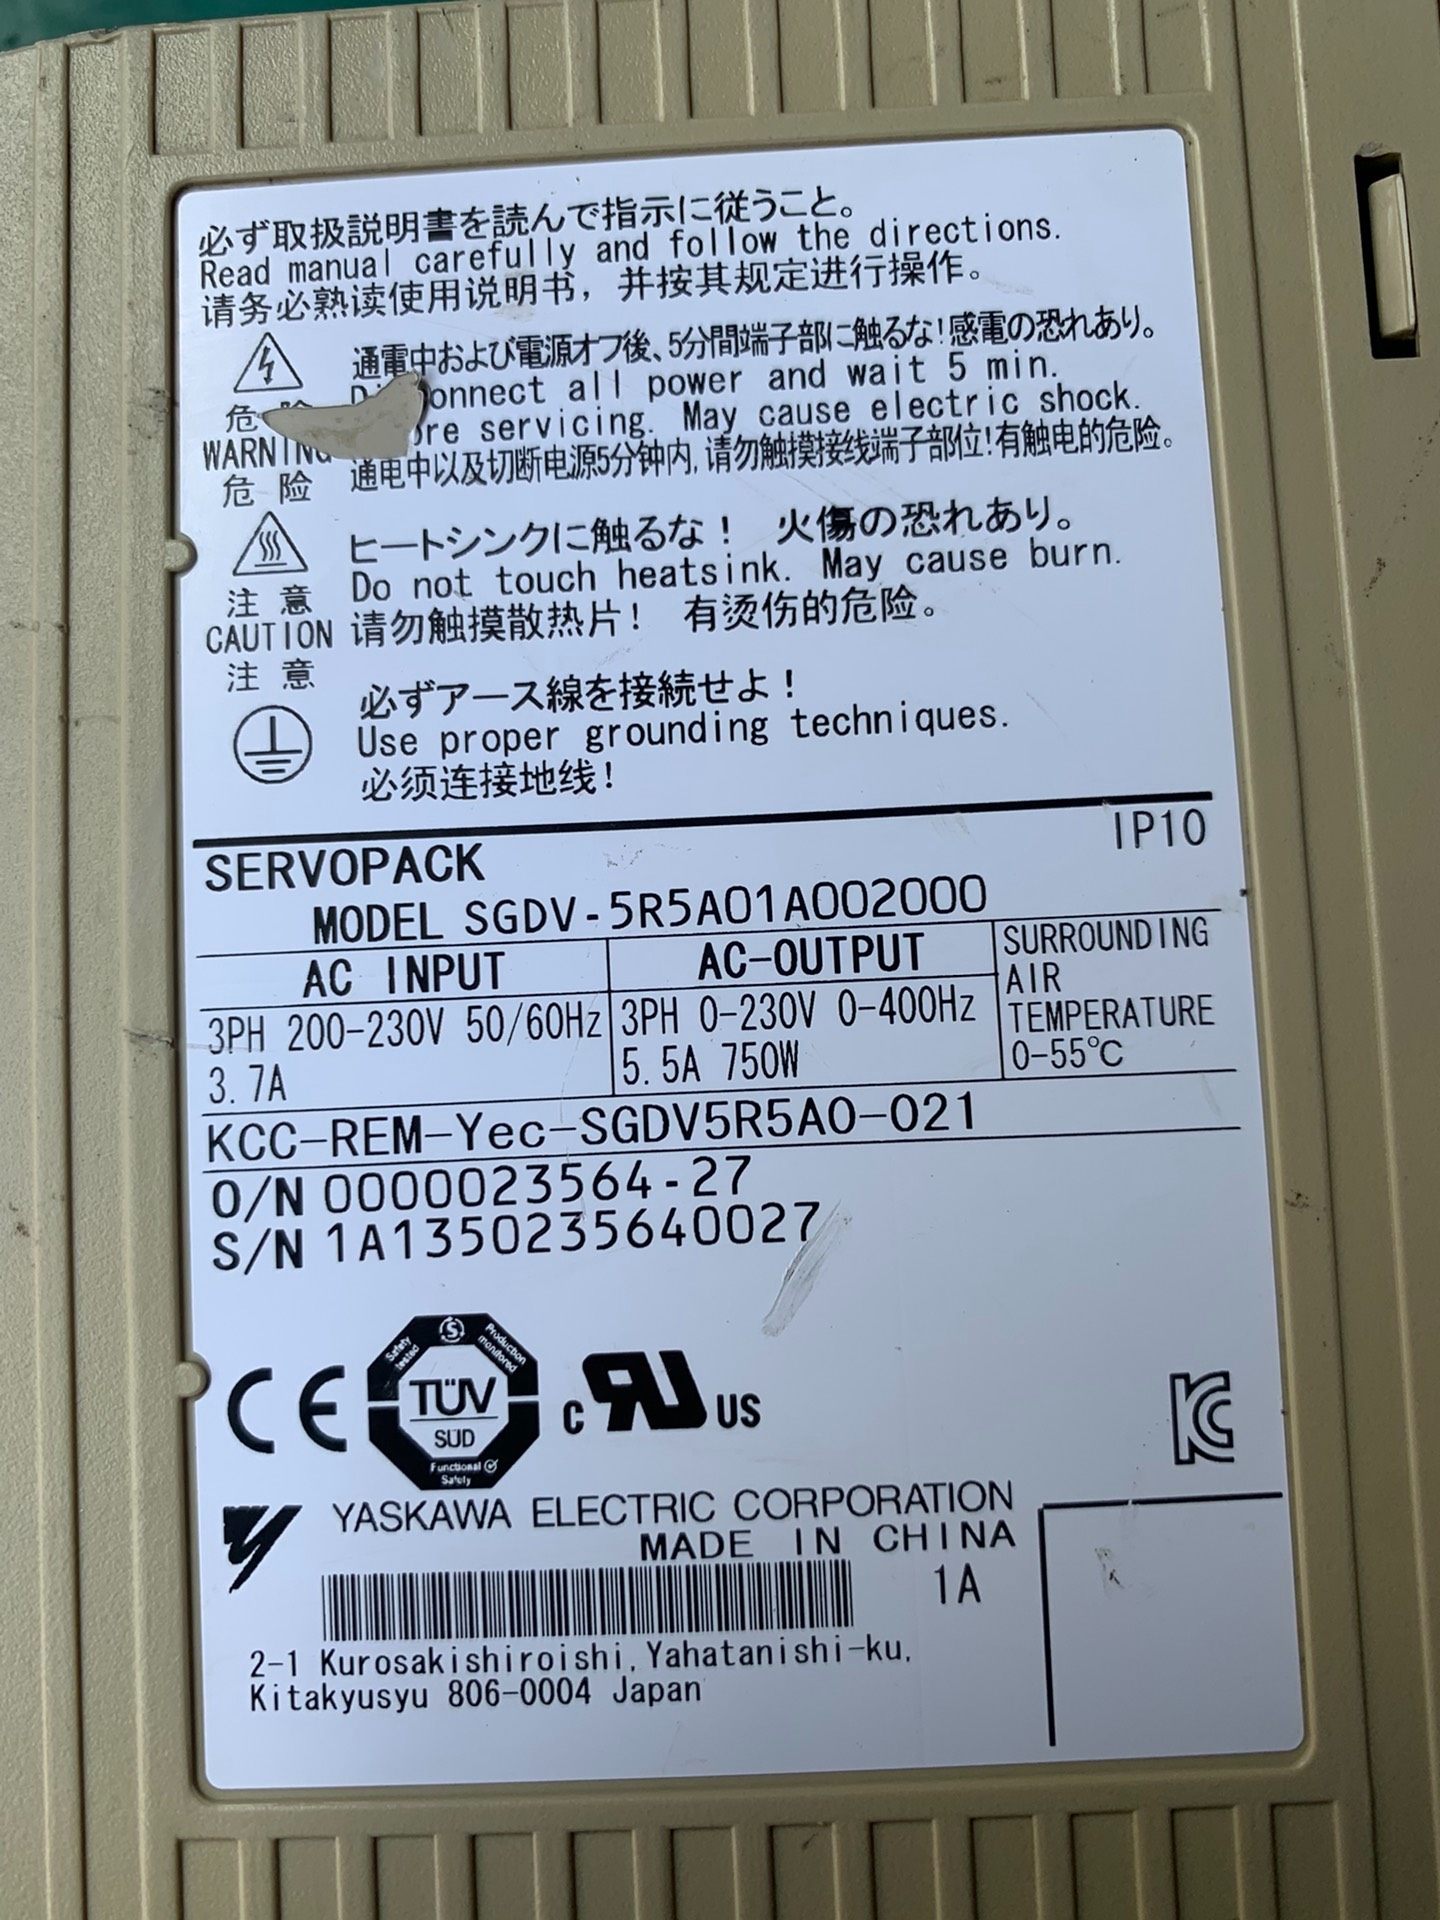 必ず取扱説明書を読んで指示に従うこと。
Read manual carefully and follow the directions.
请务必熟读使用说明书，并按其规定进行操作。
危 険
WARNING
危 险
通電中および電源オフ後、5分間端子部に触るな!感電の恐れあり。
all power and wait 5 min.
servicing. May cause electric shock.
通电中以及切断电源5分钟内,请勿触摸接线端子部位!有触电的危险。
注 意
CAUTION
注 意
ヒートシンクに触るな！ 火傷の恐れあり。
Do not touch heatsink. May cause burn.
请勿触摸散热片！ 有烫伤的危险。
必ずアース線を接続せよ！
Use proper grounding techniques.
必须连接地线！
IP10
SERVOPACK
MODEL SGDV-5R5A01A002000
AC INPUT
3PH 200-230V 50/60Hz
3.7A
AC-OUTPUT
3PH 0-230V 0-400Hz
5.5A 750W
SURROUNDING
AIR
TEMPERATURE
0-55℃
KCC-REM-Yec-SGDV5R5A0-021
O/N 0000023564-27
S/N 1A1350235640027
CE
Safety tested
S
Production monitored
TÜV
SÜD
Functional Safety
c RU US
KC
YASKAWA ELECTRIC CORPORATION
MADE IN CHINA
1A
2-1 Kurosakishiroishi, Yahatanishi-ku,
Kitakyusyu 806-0004 Japan